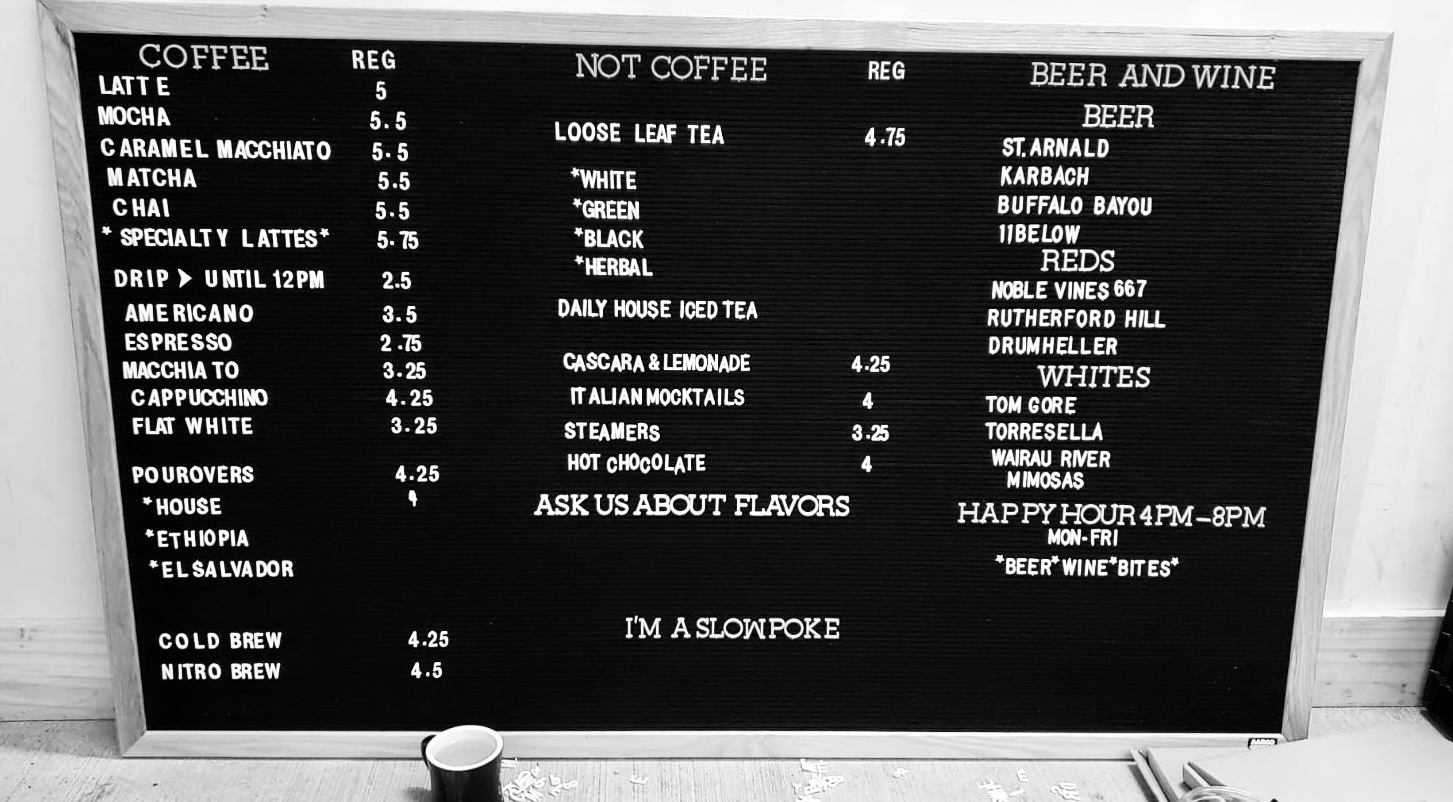 COFFEE REG
LATTE 5
MOCHA 5.5
CARAMEL MACCHIATO 5.5
MATCHA 5.5
CHAI 5.5
*SPECIALTY LATTES* 5.75
DRIP > UNTIL 12PM 2.5
AMERICANO 3.5
ESPRESSO 2.75
MACCHIATO 3.25
CAPPUCCHINO 4.25
FLAT WHITE 3.25
POUROVERS 4.25
*HOUSE
*ETHIOPIA
*EL SALVADOR
COLD BREW 4.25
NITRO BREW 4.5
NOT COFFEE REG
LOOSE LEAF TEA 4.75
*WHITE
*GREEN
*BLACK
*HERBAL
DAILY HOUSE ICED TEA
CASCARA & LEMONADE 4.25
ITALIAN MOCKTAILS 4
STEAMERS 3.25
HOT CHOCOLATE 4
ASK US ABOUT FLAVORS
I'M A SLOWPOKE
BEER AND WINE
BEER
ST. ARNALD
KARBACH
BUFFALO BAYOU
11BELOW
REDS
NOBLE VINES 667
RUTHERFORD HILL
DRUMHELLER
WHITES
TOM GORE
TORRESELLA
WAIRAU RIVER
MIMOSAS
HAPPY HOUR 4PM-8PM
MON-FRI
*BEER*WINE*BITES*
AARCO